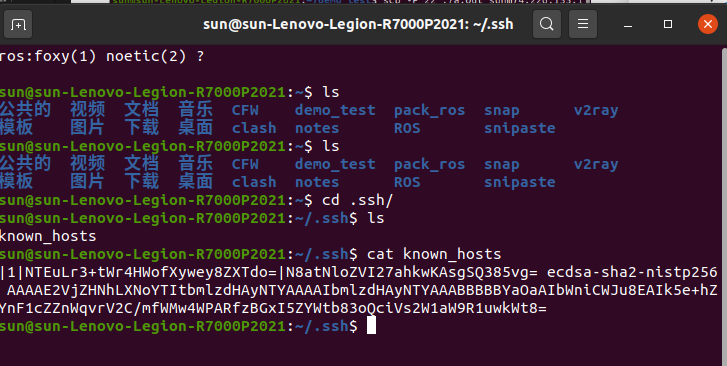 sun@sun-Lenovo-Legion-R7000P2021: ~/.ssh
ros:foxy(1) noetic(2) ?
sun@sun-Lenovo-Legion-R7000P2021:~$ ls
公共的 视频 文档 音乐 CFW demo_test pack_ros snap v2ray
模板 图片 下载 桌面 clash notes ROS snipaste
sun@sun-Lenovo-Legion-R7000P2021:~$ ls
公共的 视频 文档 音乐 CFW demo_test pack_ros snap v2ray
模板 图片 下载 桌面 clash notes ROS snipaste
sun@sun-Lenovo-Legion-R7000P2021:~$ cd .ssh/
sun@sun-Lenovo-Legion-R7000P2021:~/.ssh$ ls
known_hosts
sun@sun-Lenovo-Legion-R7000P2021:~/.ssh$ cat known_hosts
|1|NTEuLr3+tWr4HWofXywey8ZXTdo=|N8atNloZVI27ahkwKAsgSQ385vg= ecdsa-sha2-nistp256
AAAAE2VjZHNhLXNoYTItbmlzdHAyNTYAAAAIbmlzdHAyNTYAAABBBBBYaOaAIbWniCWJu8EAIk5e+hZ
YnF1cZZnWqvrV2C/mfWMw4WPARfzBGxI5ZYWtb83oQciVs2W1aW9R1uwkWt8=
sun@sun-Lenovo-Legion-R7000P2021:~/.ssh$